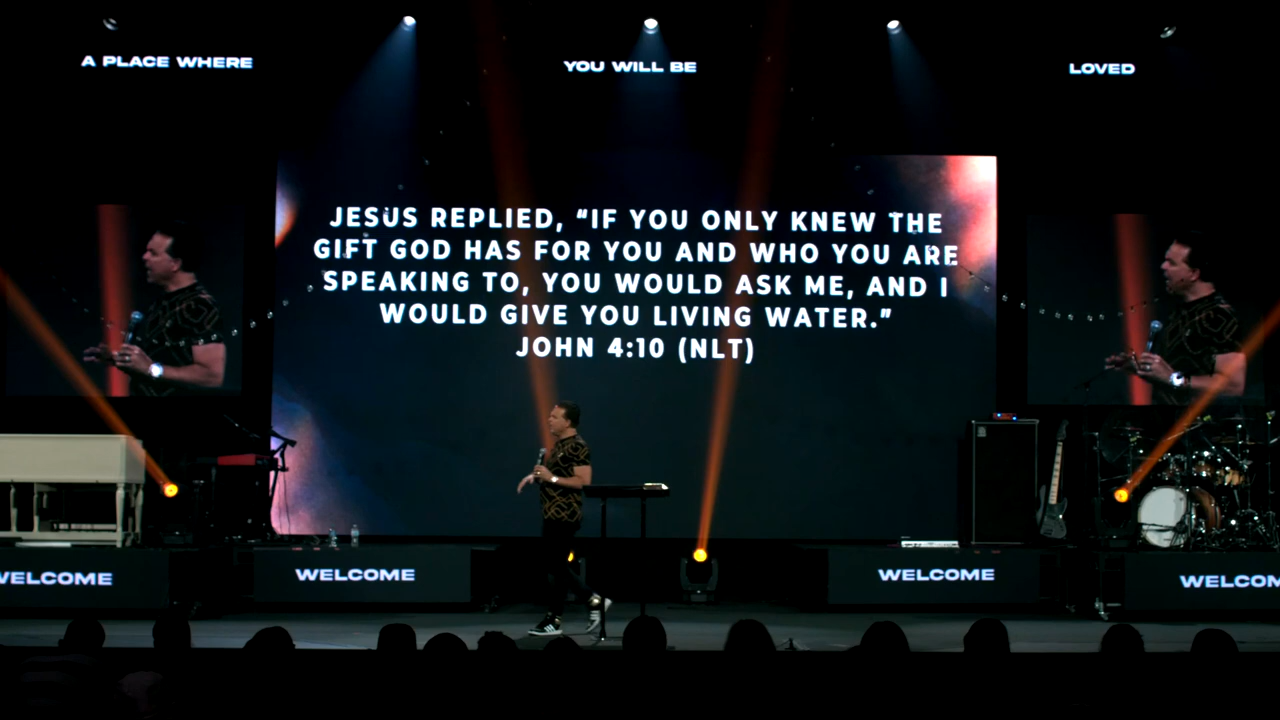 A PLACE WHERE
YOU WILL BE
LOVED
JESUS REPLIED, “IF YOU ONLY KNEW THE
GIFT GOD HAS FOR YOU AND WHO YOU ARE
SPEAKING TO, YOU WOULD ASK ME, AND I
WOULD GIVE YOU LIVING WATER.”
JOHN 4:10 (NLT)
WELCOME
WELCOME
WELCOME
WELCOM